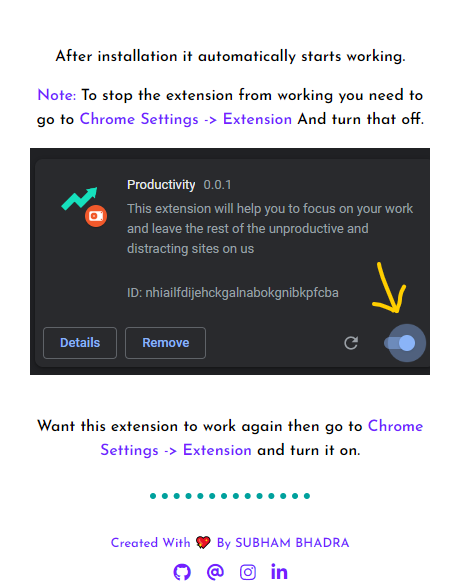 After installation it automatically starts working.
Note: To stop the extension from working you need to
go to Chrome Settings -> Extension And turn that off.
Productivity 0.0.1
This extension will help you to focus on your work
and leave the rest of the unproductive and
distracting sites on us
ID: nhiailfdijehckgalnabokgnibkpfcba
Details Remove
Want this extension to work again then go to Chrome
Settings -> Extension and turn it on.
Created With 💖 By SUBHAM BHADRA